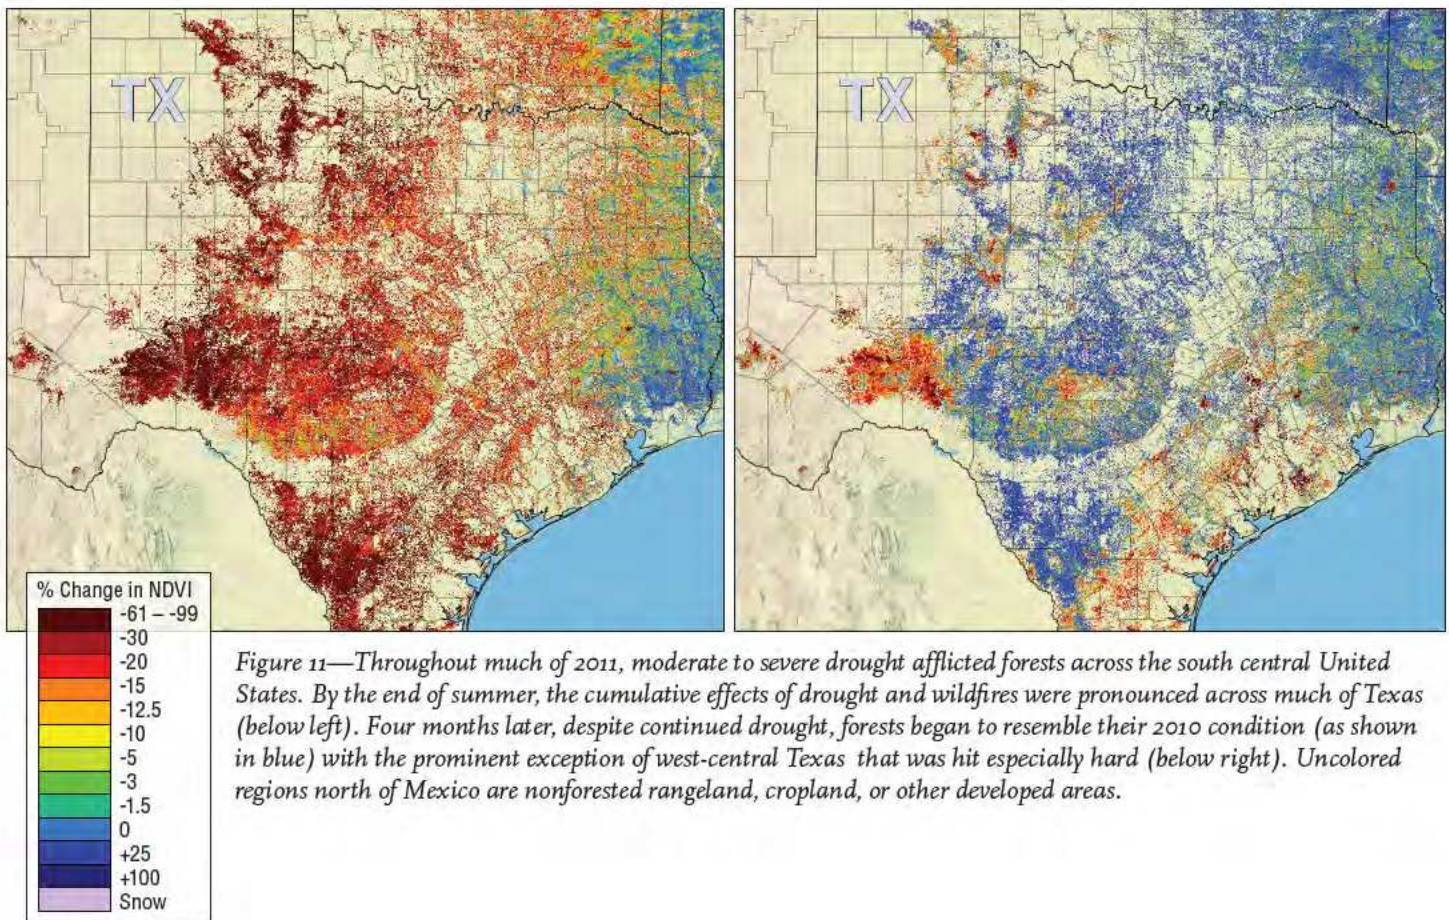 TX
TX
% Change in NDVI
-61 – -99
-30
-20
-15
-12.5
-10
-5
-3
-1.5
0
+25
+100
Snow
Figure 11—Throughout much of 2011, moderate to severe drought afflicted forests across the south central United
States. By the end of summer, the cumulative effects of drought and wildfires were pronounced across much of Texas
(below left). Four months later, despite continued drought, forests began to resemble their 2010 condition (as shown
in blue) with the prominent exception of west-central Texas that was hit especially hard (below right). Uncolored
regions north of Mexico are nonforested rangeland, cropland, or other developed areas.